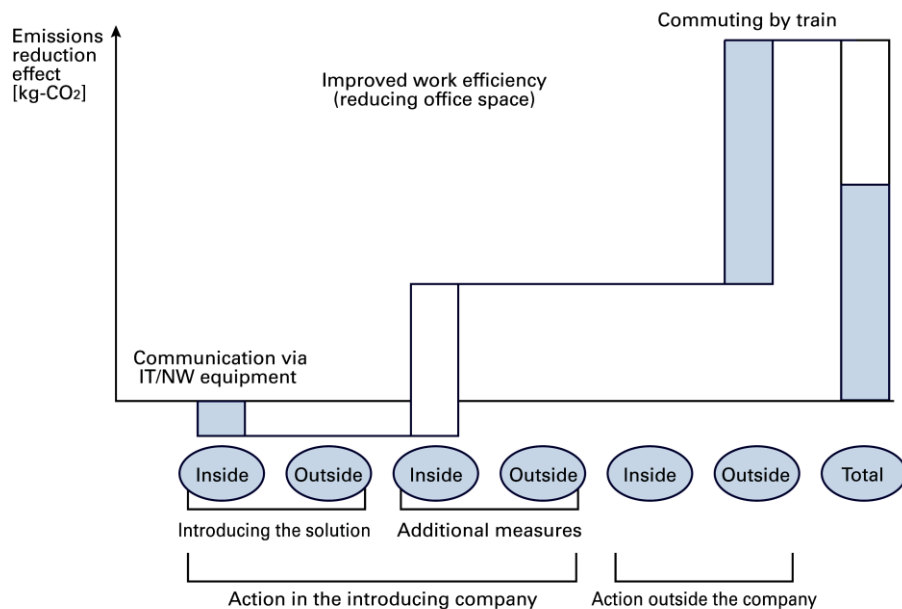 Commuting by train
Emissions
reduction
effect
[kg-CO₂]
Improved work efficiency
(reducing office space)
Communication via
IT/NW equipment
Inside
Outside
Inside
Outside
Inside
Outside
Total
Introducing the solution
Additional measures
Action in the introducing company
Action outside the company